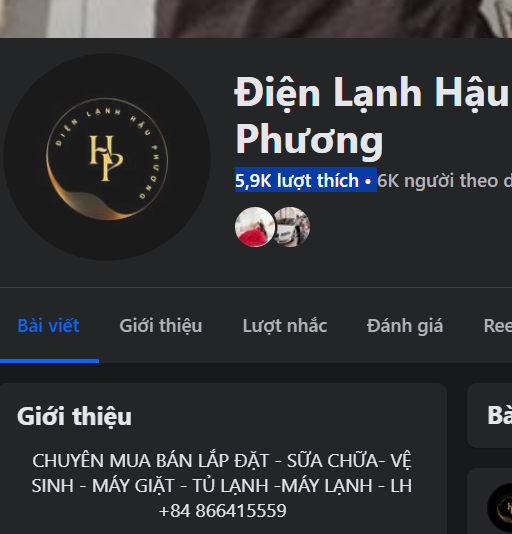 Điện Lạnh Hậu
Phương
5,9K lượt thích • 6K người theo d
ĐIỆN LẠNH HẬU PHƯƠNG
HP
Bài viết
Giới thiệu
Lượt nhắc
Đánh giá
Ree
Giới thiệu
Bà
CHUYÊN MUA BÁN LẮP ĐẶT - SỮA CHỮA- VỆ
SINH - MÁY GIẶT - TỦ LẠNH -MÁY LẠNH - LH
+84 866415559